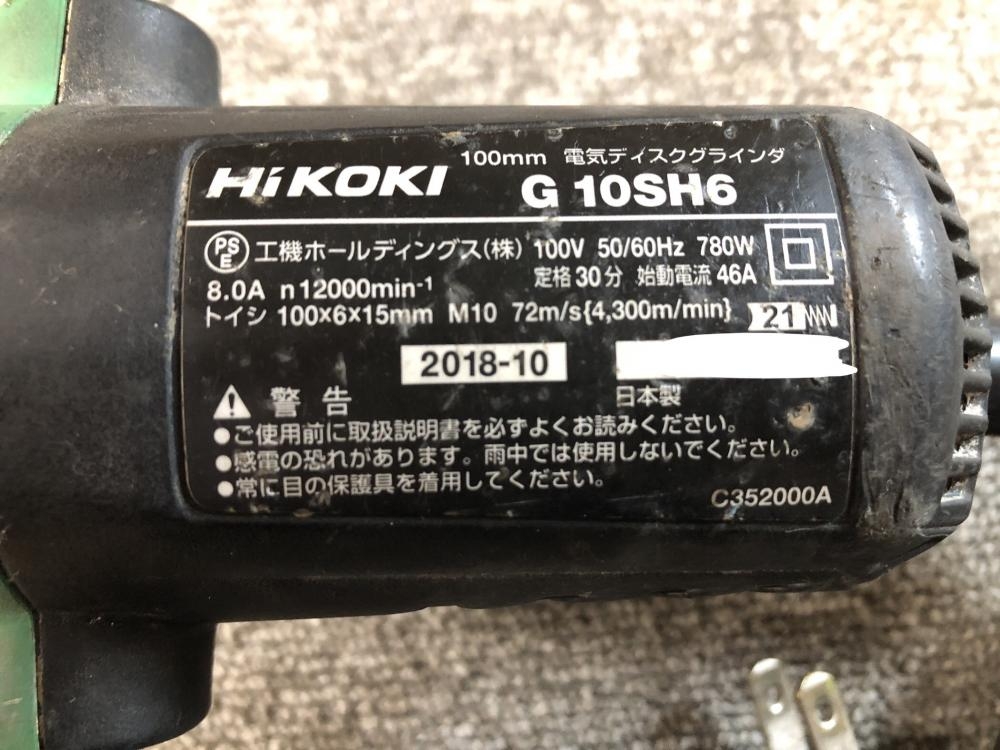 100mm 電気ディスクグラインダ
HiKOKI G 10SH6
PSE 工機ホールディングス(株) 100V 50/60Hz 780W
定格30分 始動電流46A
8.0A n12000min-1
トイシ 100×6×15mm M10 72m/s{4,300m/min} 21
2018-10
日本製
警告
●ご使用前に取扱説明書を必ずよくお読みください。
●感電の恐れがあります。雨中では使用しないでください。
●常に目の保護具を着用してください。
C352000A